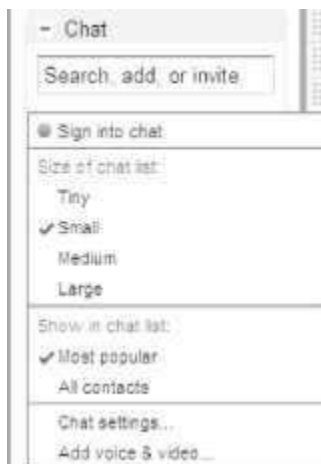 - Chat
Search, add, or invite
Sign into chat
Size of chat list:
Tiny
✓ Small
Medium
Large
Show in chat list:
✓ Most popular
All contacts
Chat settings...
Add voice & video...